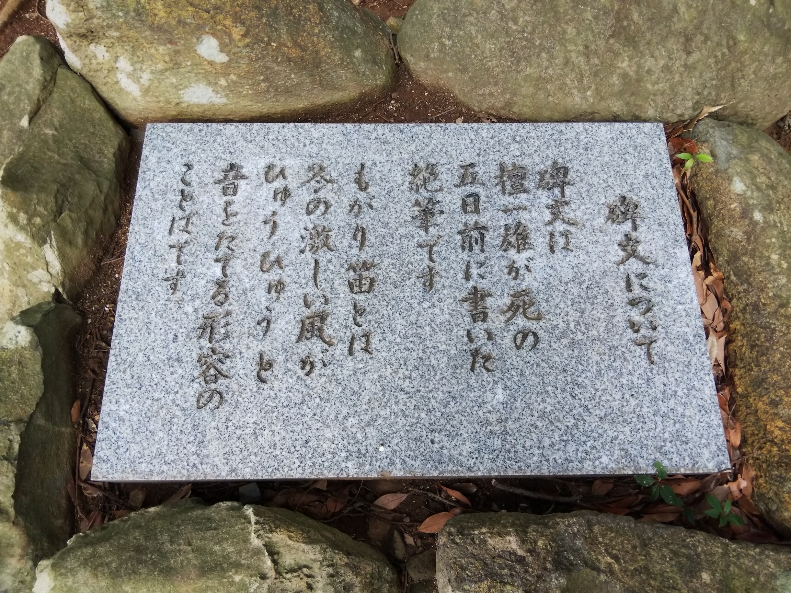 碑文について
碑文は
檀一雄が死の
五日前に書いた
絶筆です
もがり笛とは
冬の激しい風が
ひゅうひゅうと
音をたてる形容の
ことばです